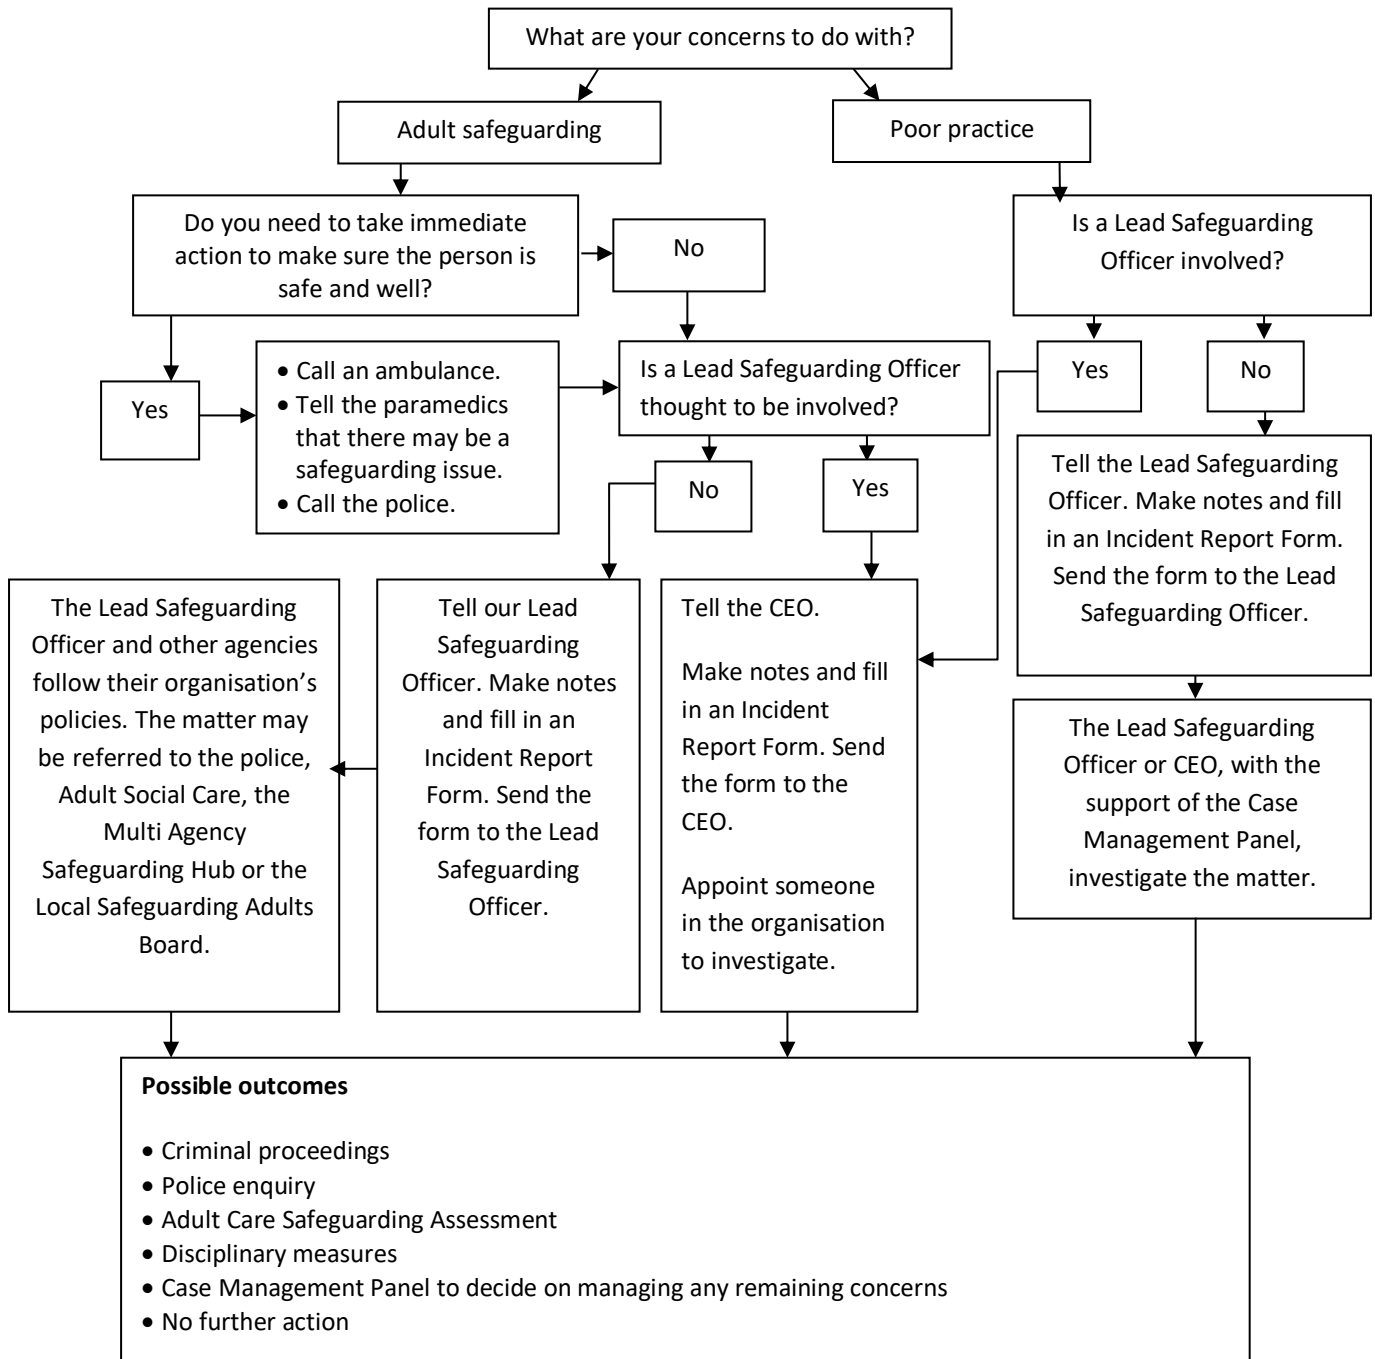 What are your concerns to do with?
Adult safeguarding
Poor practice
Do you need to take immediate
action to make sure the person is
safe and well?
No
Is a Lead Safeguarding
Officer involved?
Yes
• Call an ambulance.
• Tell the paramedics
that there may be a
safeguarding issue.
• Call the police.
Is a Lead Safeguarding Officer
thought to be involved?
Yes
No
No
Yes
Tell the Lead Safeguarding
Officer. Make notes and fill
in an Incident Report Form.
Send the form to the Lead
Safeguarding Officer.
The Lead Safeguarding
Officer and other agencies
follow their organisation’s
policies. The matter may
be referred to the police,
Adult Social Care, the
Multi Agency
Safeguarding Hub or the
Local Safeguarding Adults
Board.
Tell our Lead
Safeguarding
Officer. Make notes
and fill in an
Incident Report
Form. Send the
form to the Lead
Safeguarding
Officer.
Tell the CEO.
Make notes and fill
in an Incident
Report Form. Send
the form to the
CEO.
Appoint someone
in the organisation
to investigate.
The Lead Safeguarding
Officer or CEO, with the
support of the Case
Management Panel,
investigate the matter.
Possible outcomes
• Criminal proceedings
• Police enquiry
• Adult Care Safeguarding Assessment
• Disciplinary measures
• Case Management Panel to decide on managing any remaining concerns
• No further action